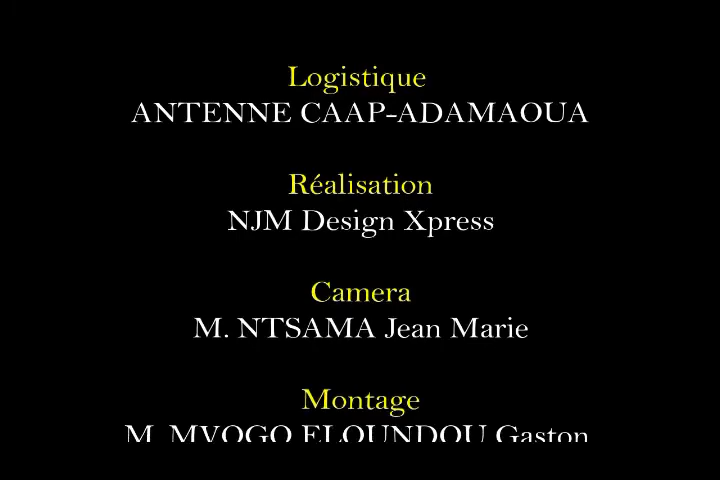 Logistique
ANTENNE CAAP-ADAMAOUA
Réalisation
NJM Design Xpress
Camera
M. NTSAMA Jean Marie
Montage
M. MVOGO ELOUNDOU Gaston